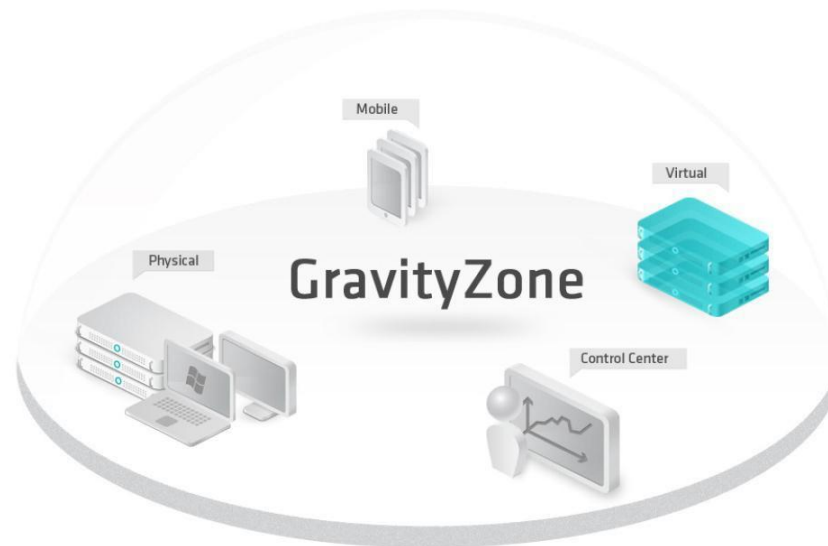 Mobile
Virtual
Physical
GravityZone
Control Center